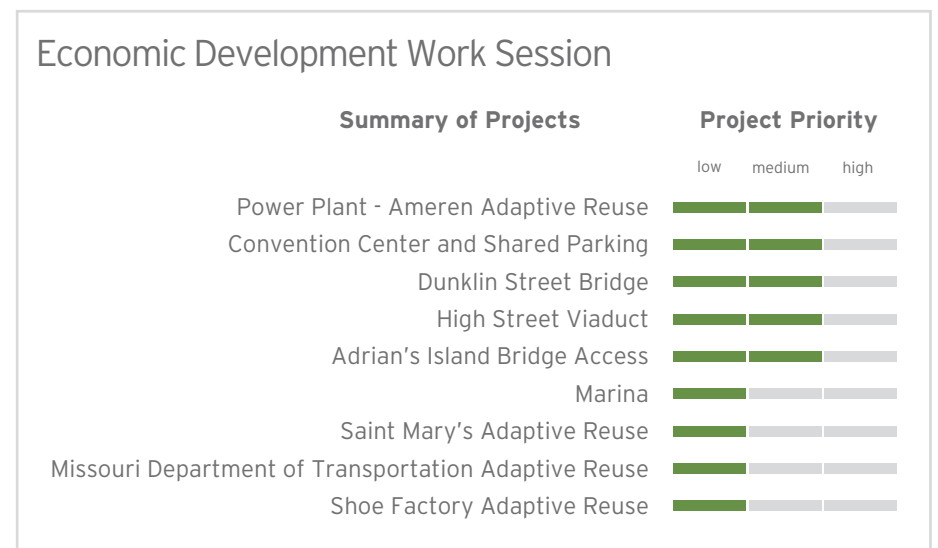 Economic Development Work Session
Summary of Projects Project Priority
low medium high
Power Plant - Ameren Adaptive Reuse
Convention Center and Shared Parking
Dunklin Street Bridge
High Street Viaduct
Adrian's Island Bridge Access
Marina
Saint Mary's Adaptive Reuse
Missouri Department of Transportation Adaptive Reuse
Shoe Factory Adaptive Reuse